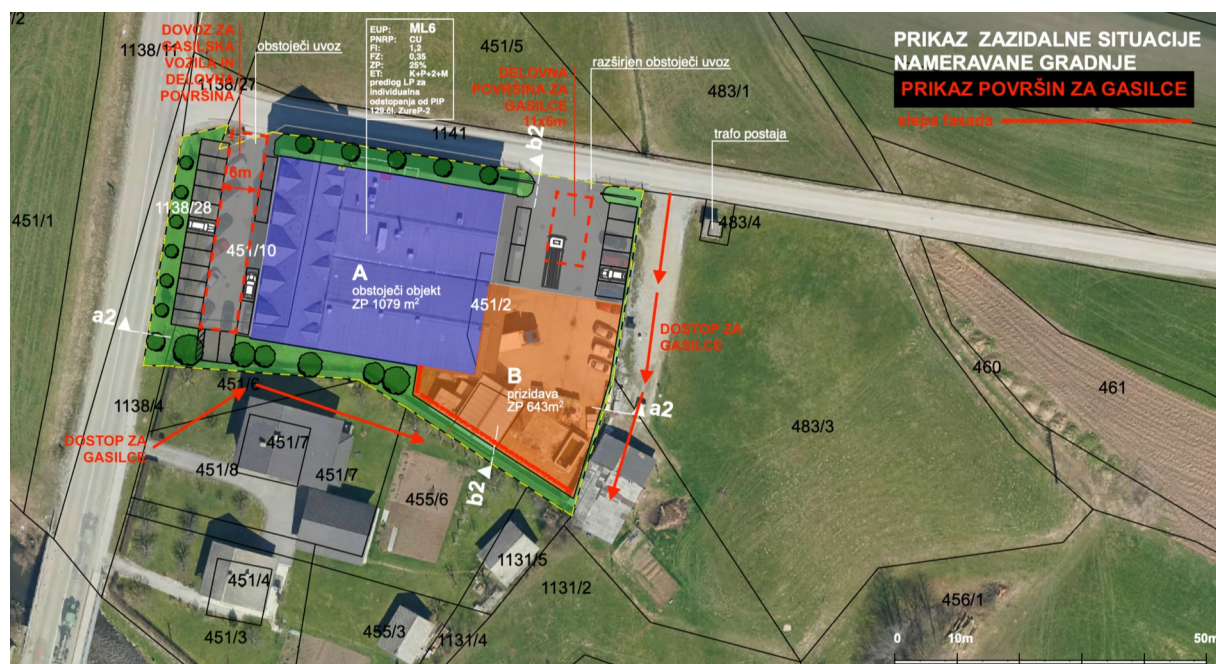 /2
DOVOZ ZA
GASILSKA
VOZILA IN
DELOVNA
POVRŠINA
1138/11
1138/27
obstoječi uvoz
EUP: ML6
PNRP: CU
FI: 1,2
FZ: 0,35
ZP: 25%
ET: K+P+2+M
predlog LP za
individualna
odstopanja od PIP
129.čl. ZureP-2
451/5
DELOVNA
POVRŠINA ZA
GASILCE
11x6m
razširjen obstoječi uvoz
483/1
trafo postaja
PRIKAZ ZAZIDALNE SITUACIJE
NAMERAVANE GRADNJE
PRIKAZ POVRŠIN ZA GASILCE
slepa fasada
1141
b2
6m
451/1
1138/28
451/10
483/4
A
obstoječi objekt
ZP 1079 m²
451/2
a2
DOSTOP ZA
GASILCE
B
prizidava
ZP 643m²
a2
460
461
451/6
1138/4
483/3
DOSTOP ZA
GASILCE
451/7
451/8
451/7
455/6
b2
1131/5
451/4
1131/2
456/1
451/3
455/3
1131/4
0 10m 50m